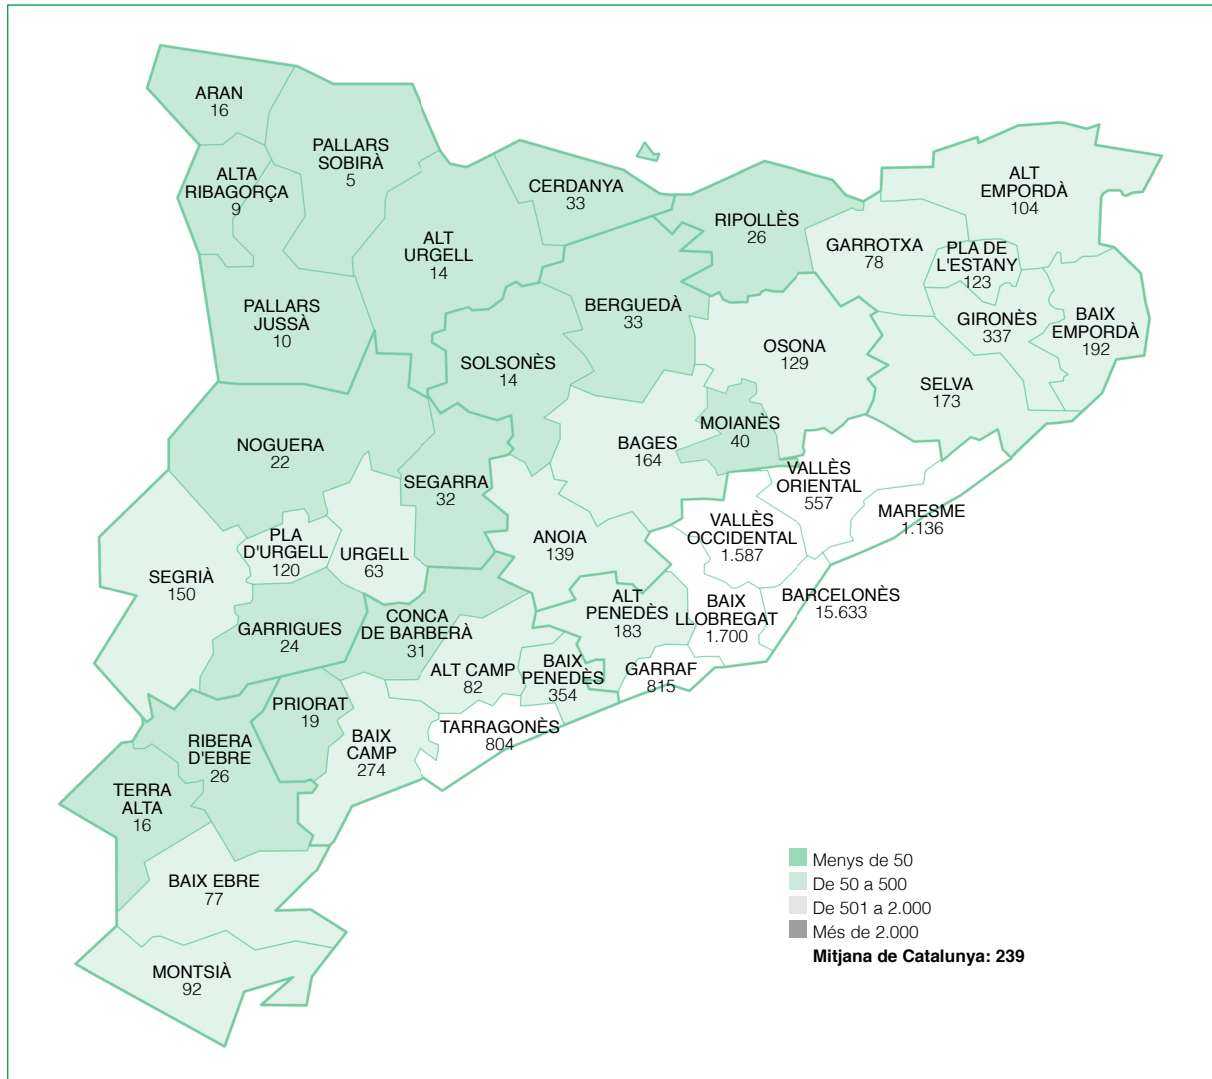 ARAN
16
PALLARS
SOBIRÀ
5
ALTA
RIBAGORÇA
9
CERDANYA
33
ALT
URGELL
14
RIPOLLÈS
26
GARROTXA
78
ALT
EMPORDÀ
104
PLA DE
L'ESTANY
123
PALLARS
JUSSÀ
10
BERGUEDÀ
33
GIRONÈS
337
BAIX
EMPORDÀ
192
SOLSONÈS
14
OSONA
129
SELVA
173
NOGUERA
22
MOIANÈS
40
BAGES
164
SEGARRA
32
VALLÈS
ORIENTAL
557
MARESME
1.136
PLA
D'URGELL
120
URGELL
63
ANOIA
139
VALLÈS
OCCIDENTAL
1.587
SEGRIÀ
150
ALT
PENEDÈS
183
BAIX
LLOBREGAT
1.700
BARCELONÈS
15.633
GARRIGUES
24
CONCA
DE BARBERÀ
31
ALT CAMP
82
BAIX
PENEDÈS
354
GARRAF
815
PRIORAT
19
TARRAGONÈS
804
RIBERA
D'EBRE
26
BAIX
CAMP
274
TERRA
ALTA
16
BAIX EBRE
77
MONTSIÀ
92
Menys de 50
De 50 a 500
De 501 a 2.000
Més de 2.000
Mitjana de Catalunya: 239